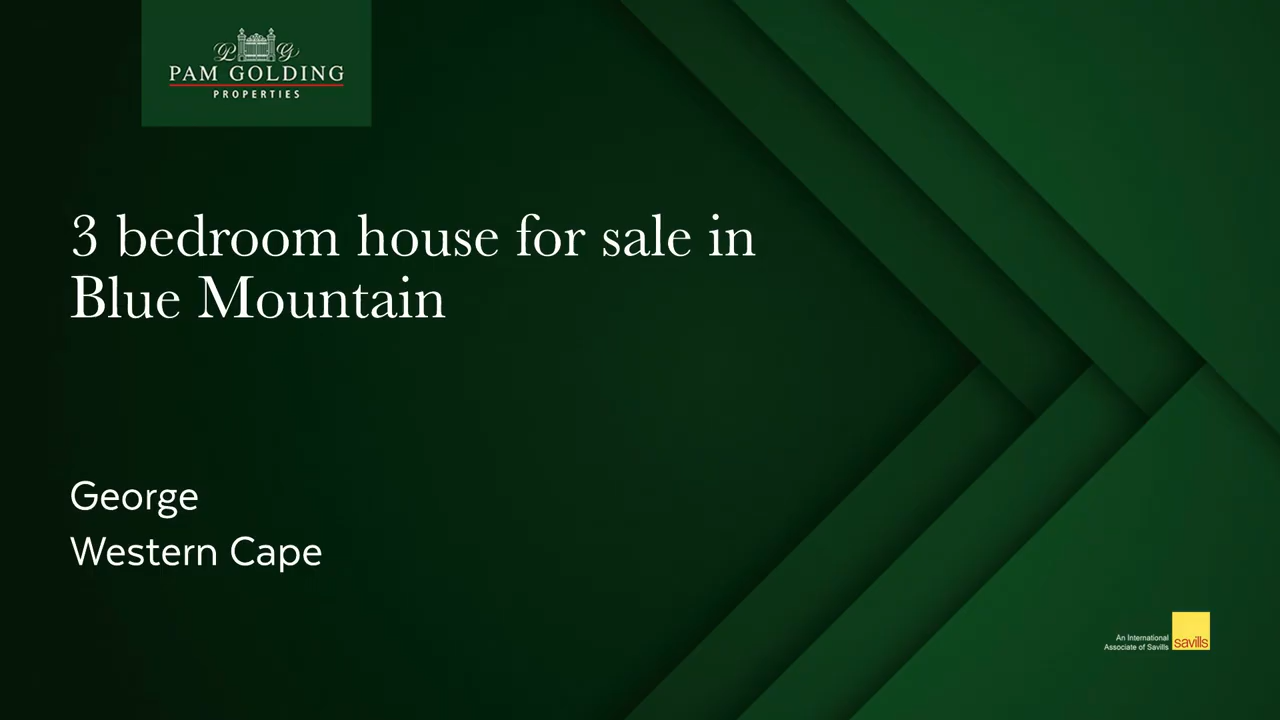 P G
PAM GOLDING
PROPERTIES
3 bedroom house for sale in
Blue Mountain
George
Western Cape
An International
Associate of Savills
savills